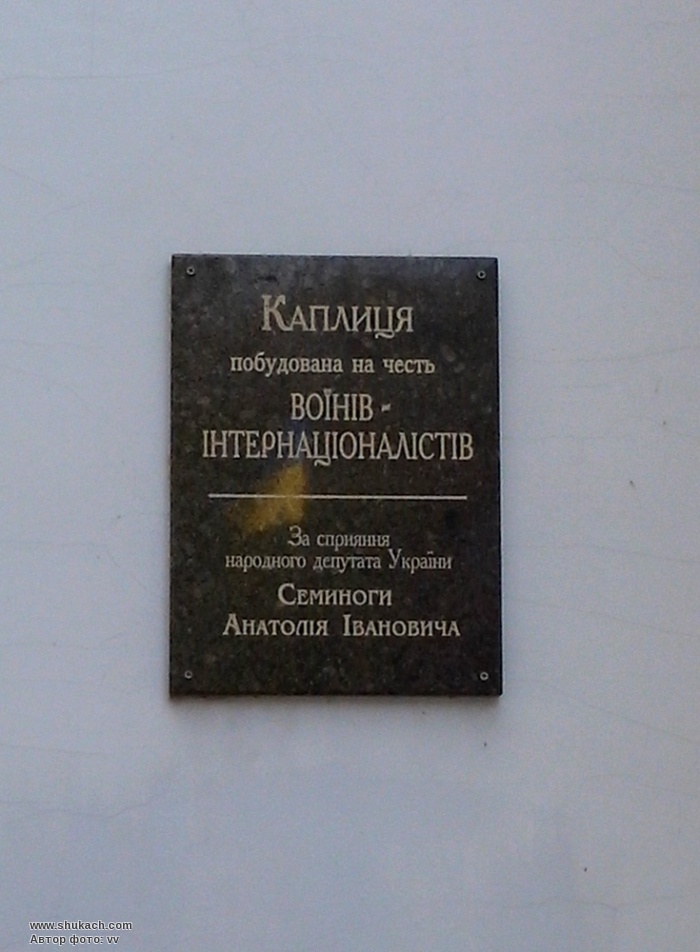 Каплиця
побудована на честь
ВОЇНІВ -
ІНТЕРНАЦІОНАЛІСТІВ
За сприяння
народного депутата України
Семиноги
Анатолія Івановича
www.shukach.com
Автор фото: vv